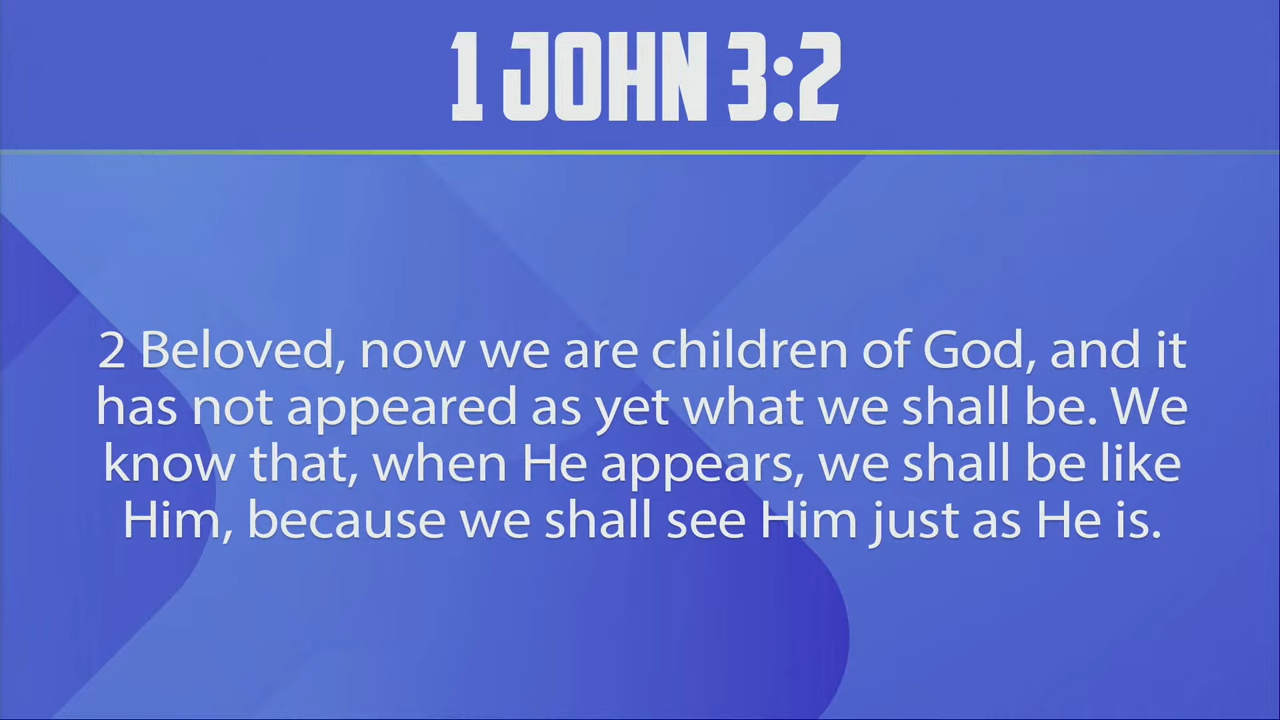 1 JOHN 3:2
2 Beloved, now we are children of God, and it
has not appeared as yet what we shall be. We
know that, when He appears, we shall be like
Him, because we shall see Him just as He is.